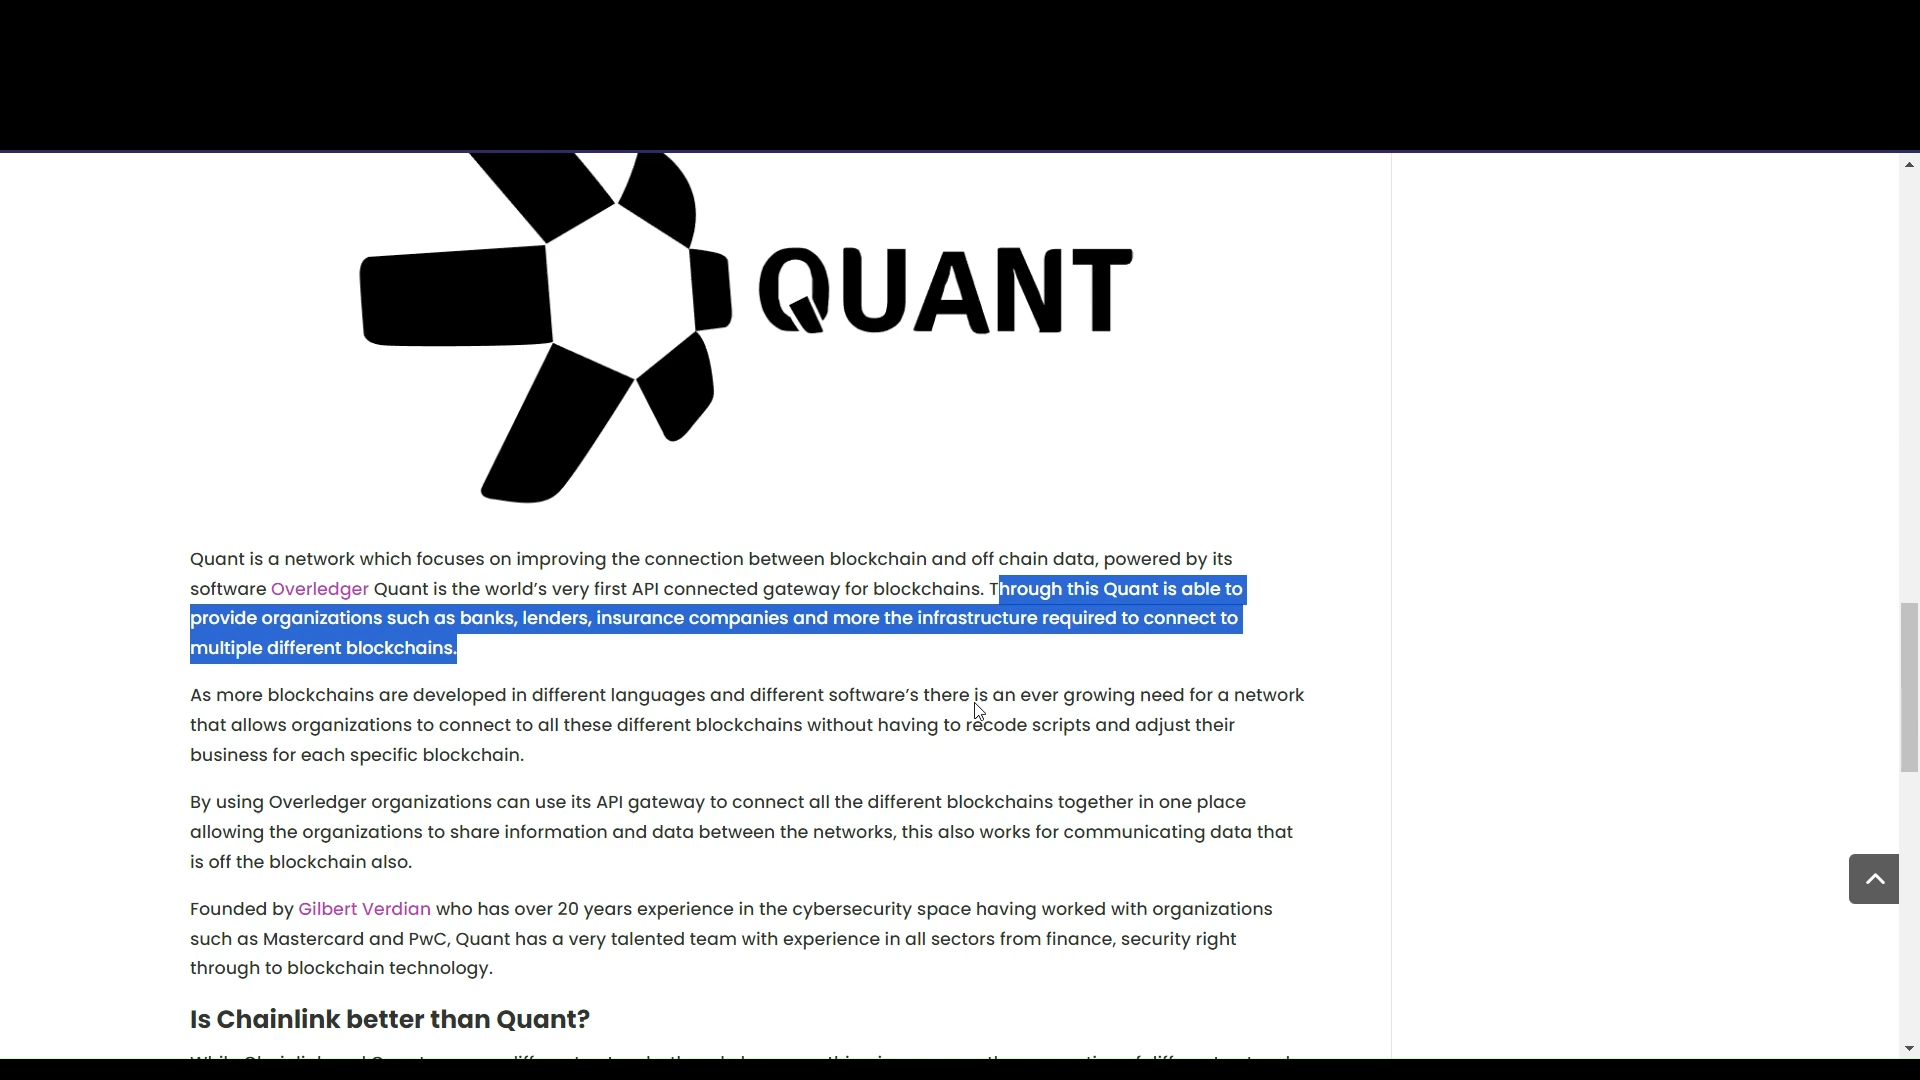 QUANT
Quant is a network which focuses on improving the connection between blockchain and off chain data, powered by its
software Overledger Quant is the world’s very first API connected gateway for blockchains. Through this Quant is able to
provide organizations such as banks, lenders, insurance companies and more the infrastructure required to connect to
multiple different blockchains.
As more blockchains are developed in different languages and different software’s there is an ever growing need for a network
that allows organizations to connect to all these different blockchains without having to recode scripts and adjust their
business for each specific blockchain.
By using Overledger organizations can use its API gateway to connect all the different blockchains together in one place
allowing the organizations to share information and data between the networks, this also works for communicating data that
is off the blockchain also.
Founded by Gilbert Verdian who has over 20 years experience in the cybersecurity space having worked with organizations
such as Mastercard and PwC, Quant has a very talented team with experience in all sectors from finance, security right
through to blockchain technology.
Is Chainlink better than Quant?